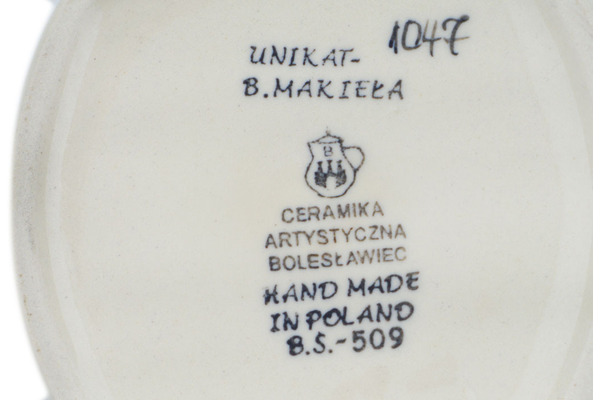 UNIKAT- 1047
B.MAKIEŁA
B
CERAMIKA
ARTYSTYCZNA
BOLESŁAWIEC
HAND MADE
IN POLAND
B.S.-509